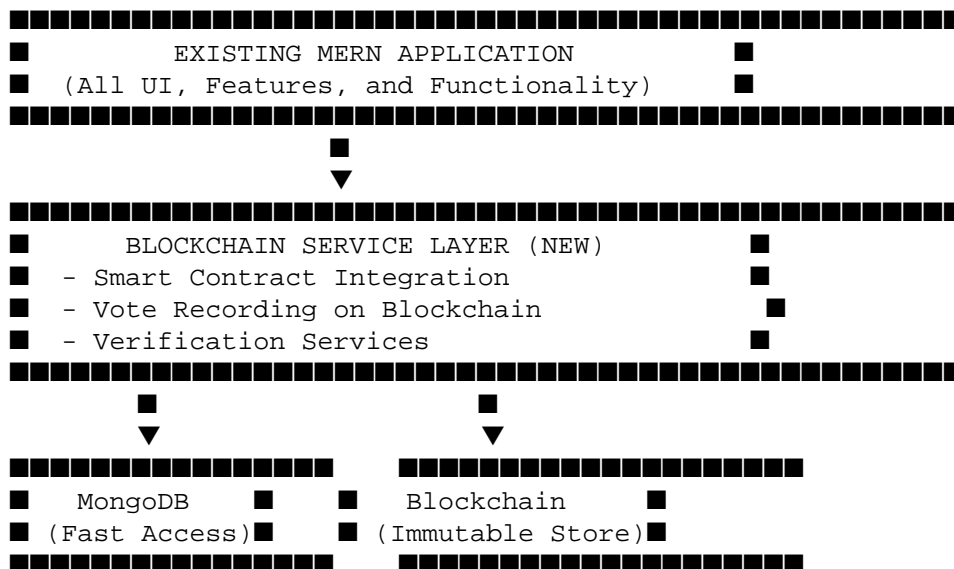 EXISTING MERN APPLICATION
(All UI, Features, and Functionality)
BLOCKCHAIN SERVICE LAYER (NEW)
- Smart Contract Integration
- Vote Recording on Blockchain
- Verification Services
MongoDB Blockchain
(Fast Access) (Immutable Store)